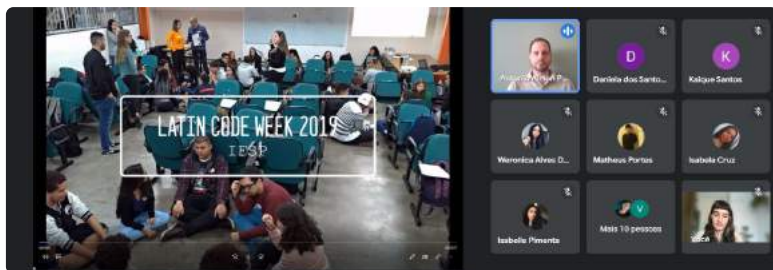 LATIN CODE WEEK 2019
IESP
D
Daniela dos Santo...
K
Kaique Santos
Weronica Alves D...
Matheus Portes
Isabela Cruz
Isabelle Pimenta
V
Mais 10 pessoas
Você